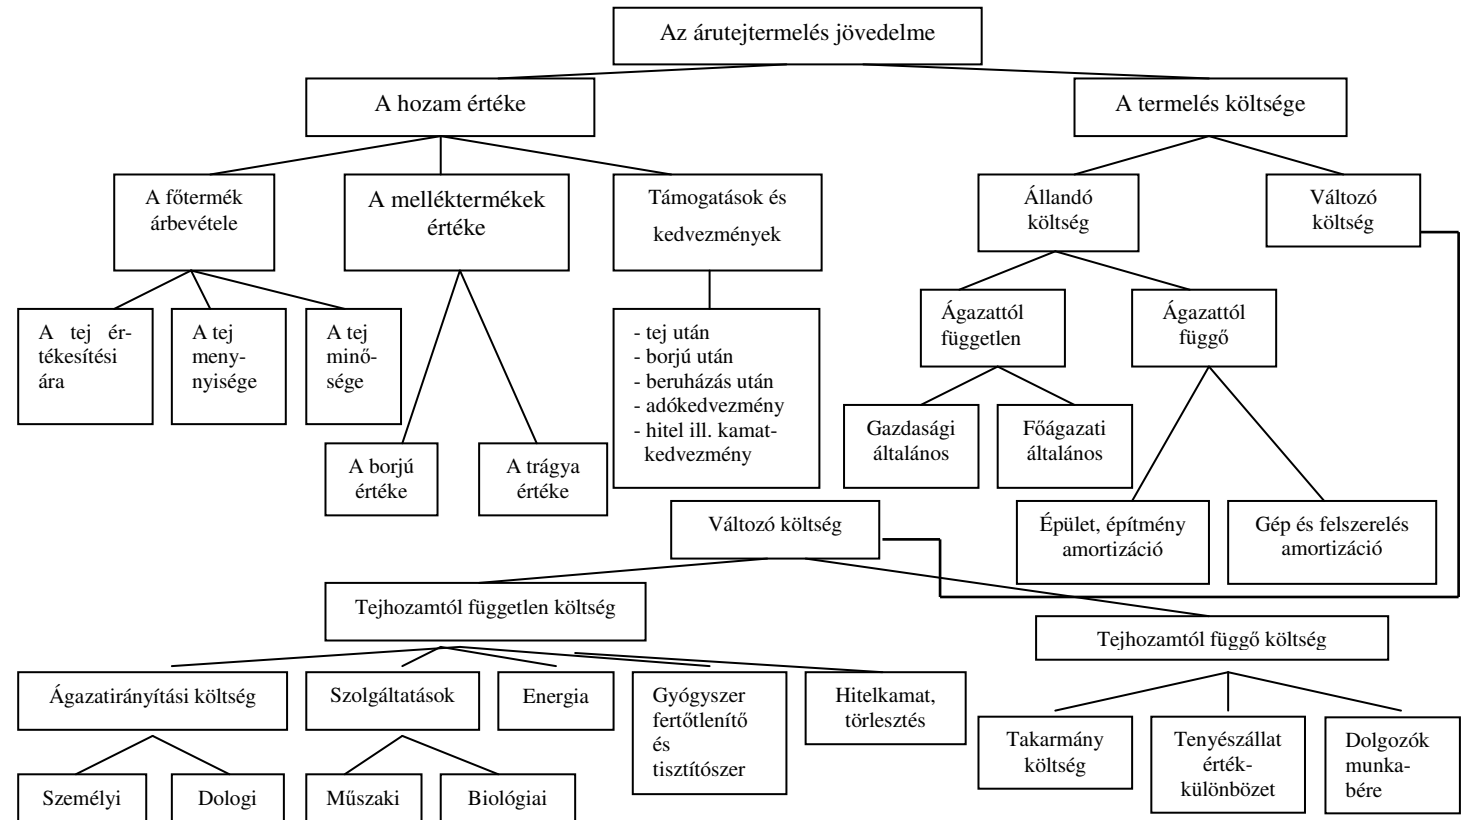 Az árutejtermelés jövedelme
A hozam értéke
A termelés költsége
A főtermék
árbevétele
A melléktermékek
értéke
Támogatások és
kedvezmények
Állandó
költség
Változó
költség
A tej ér-
tékesítési
ára
A tej
meny-
nyisége
A tej
minő-
sége
- tej után
- borjú után
- beruházás után
- adókedvezmény
- hitel ill. kamat-
kedvezmény
Ágazattól
független
Ágazattól
függő
Gazdasági
általános
Főágazati
általános
A borjú
értéke
A trágya
értéke
Épület, építmény
amortizáció
Gép és felszerelés
amortizáció
Változó költség
Tejhozamtól független költség
Tejhozamtól függő költség
Ágazatirányítási költség
Szolgáltatások
Energia
Gyógyszer
fertőtlenítő
és
tisztítószer
Hitelkamat,
törlesztés
Takarmány
költség
Tenyészállat
érték-
különbözet
Dolgozók
munka-
bére
Személyi
Dologi
Műszaki
Biológiai